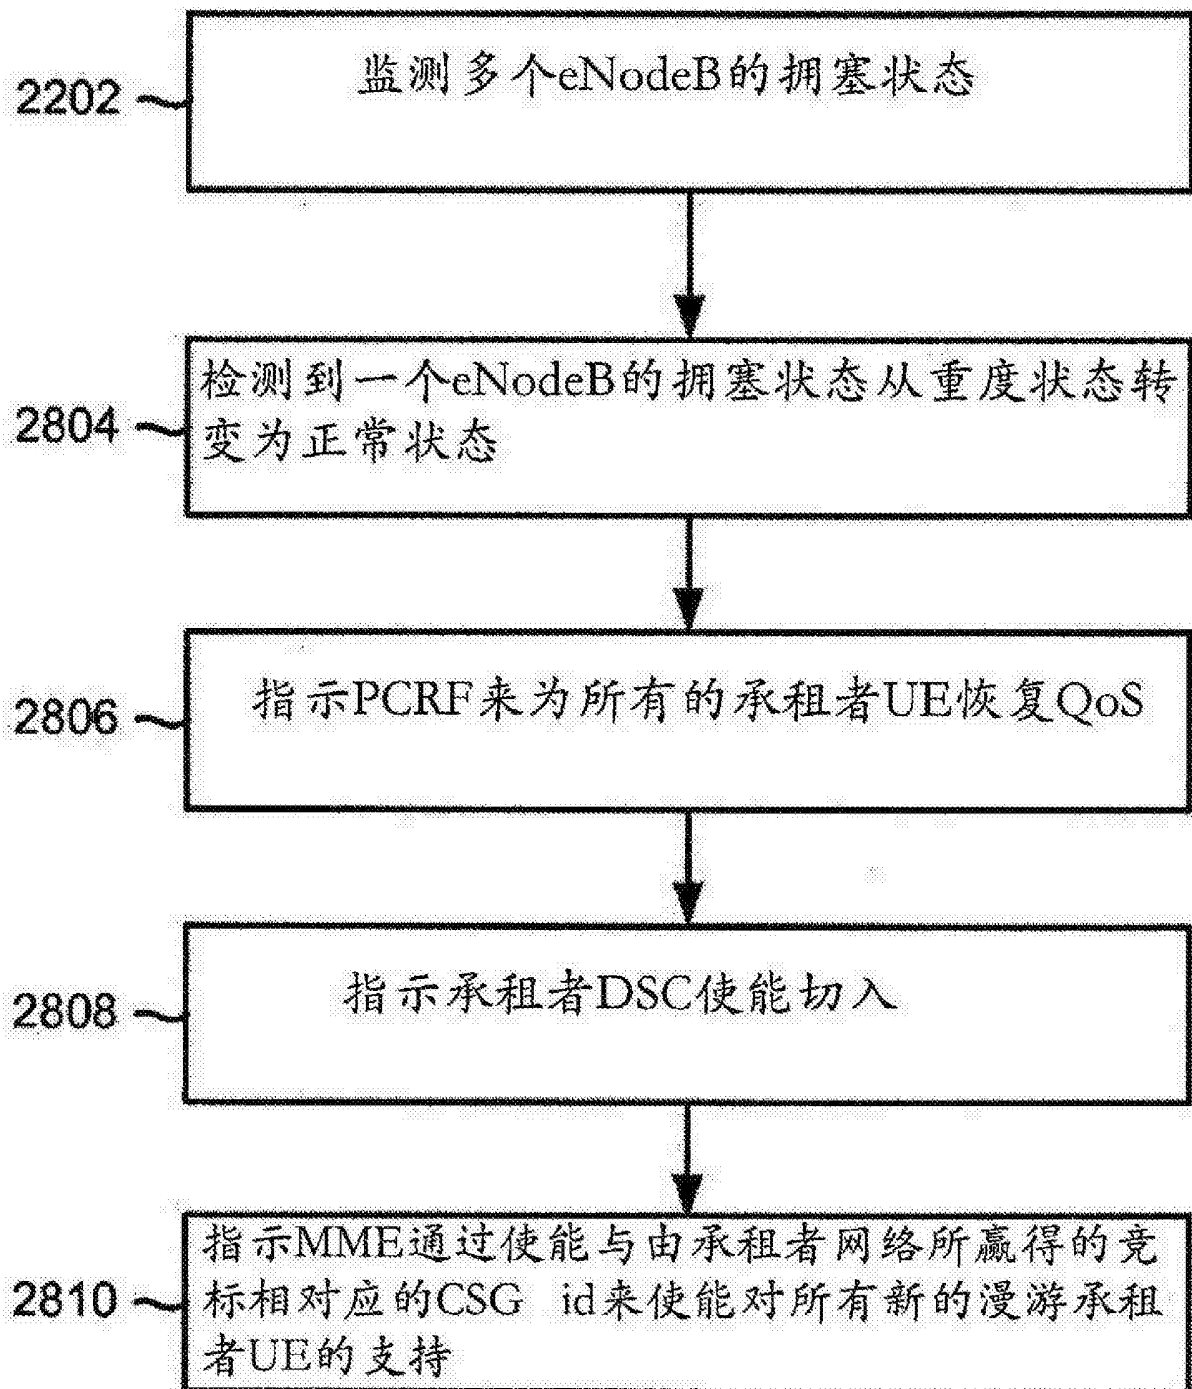 2202
监测多个eNodeB的拥塞状态
2804
检测到一个eNodeB的拥塞状态从重度状态转
变为正常状态
2806
指示PCRF来为所有的承租者UE恢复QoS
2808
指示承租者DSC使能切入
2810
指示MME通过使能与由承租者网络所赢得的竞
标相对应的CSG id来使能对所有新的漫游承租
者UE的支持